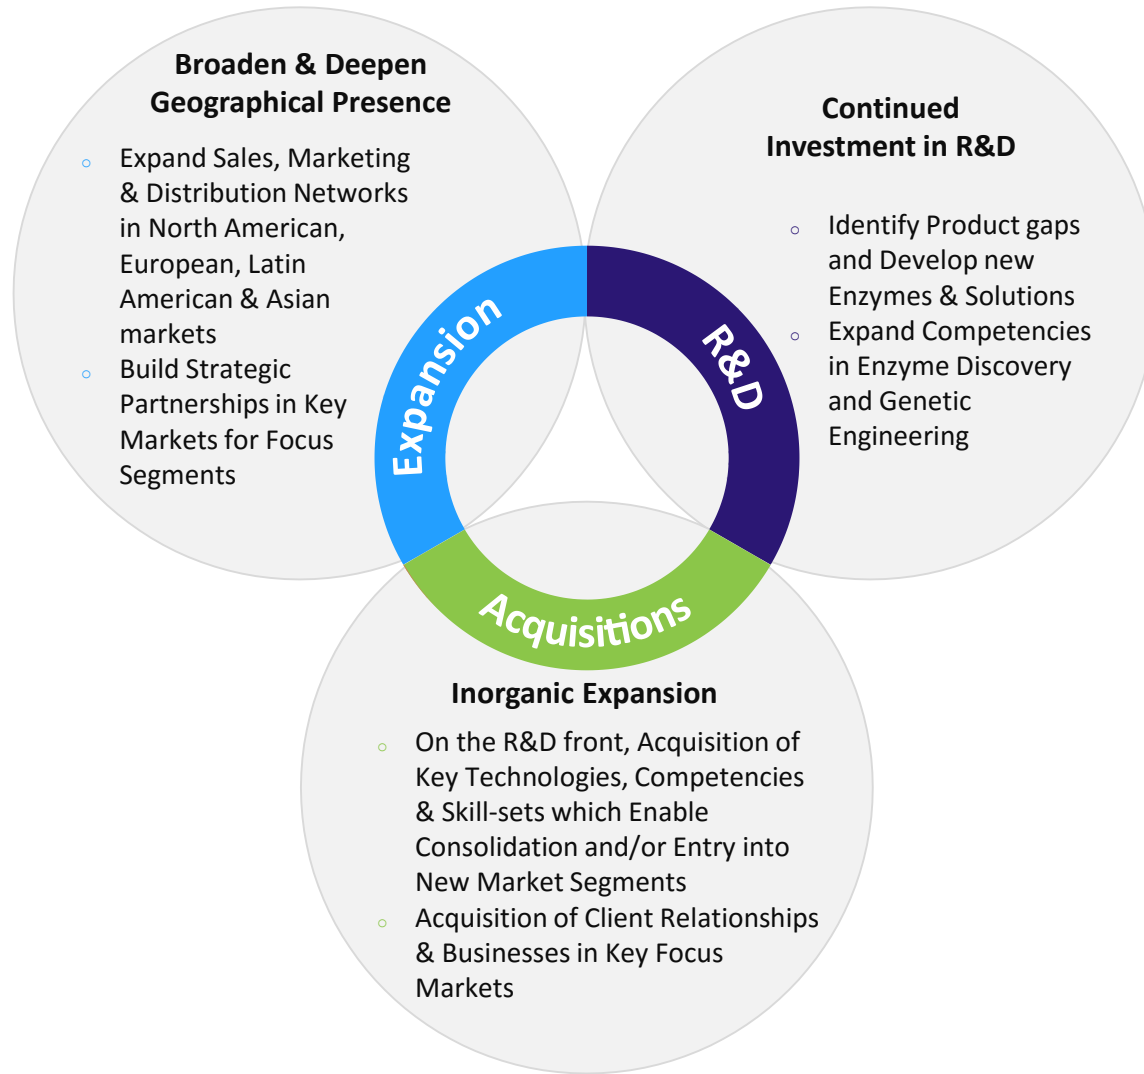 Broaden & Deepen
Geographical Presence
Expand Sales, Marketing
& Distribution Networks
in North American,
European, Latin
American & Asian
markets
Build Strategic
Partnerships in Key
Markets for Focus
Segments
Continued
Investment in R&D
Identify Product gaps
and Develop new
Enzymes & Solutions
Expand Competencies
in Enzyme Discovery
and Genetic
Engineering
Expansion
R&D
Acquisitions
Inorganic Expansion
On the R&D front, Acquisition of
Key Technologies, Competencies
& Skill-sets which Enable
Consolidation and/or Entry into
New Market Segments
Acquisition of Client Relationships
& Businesses in Key Focus
Markets